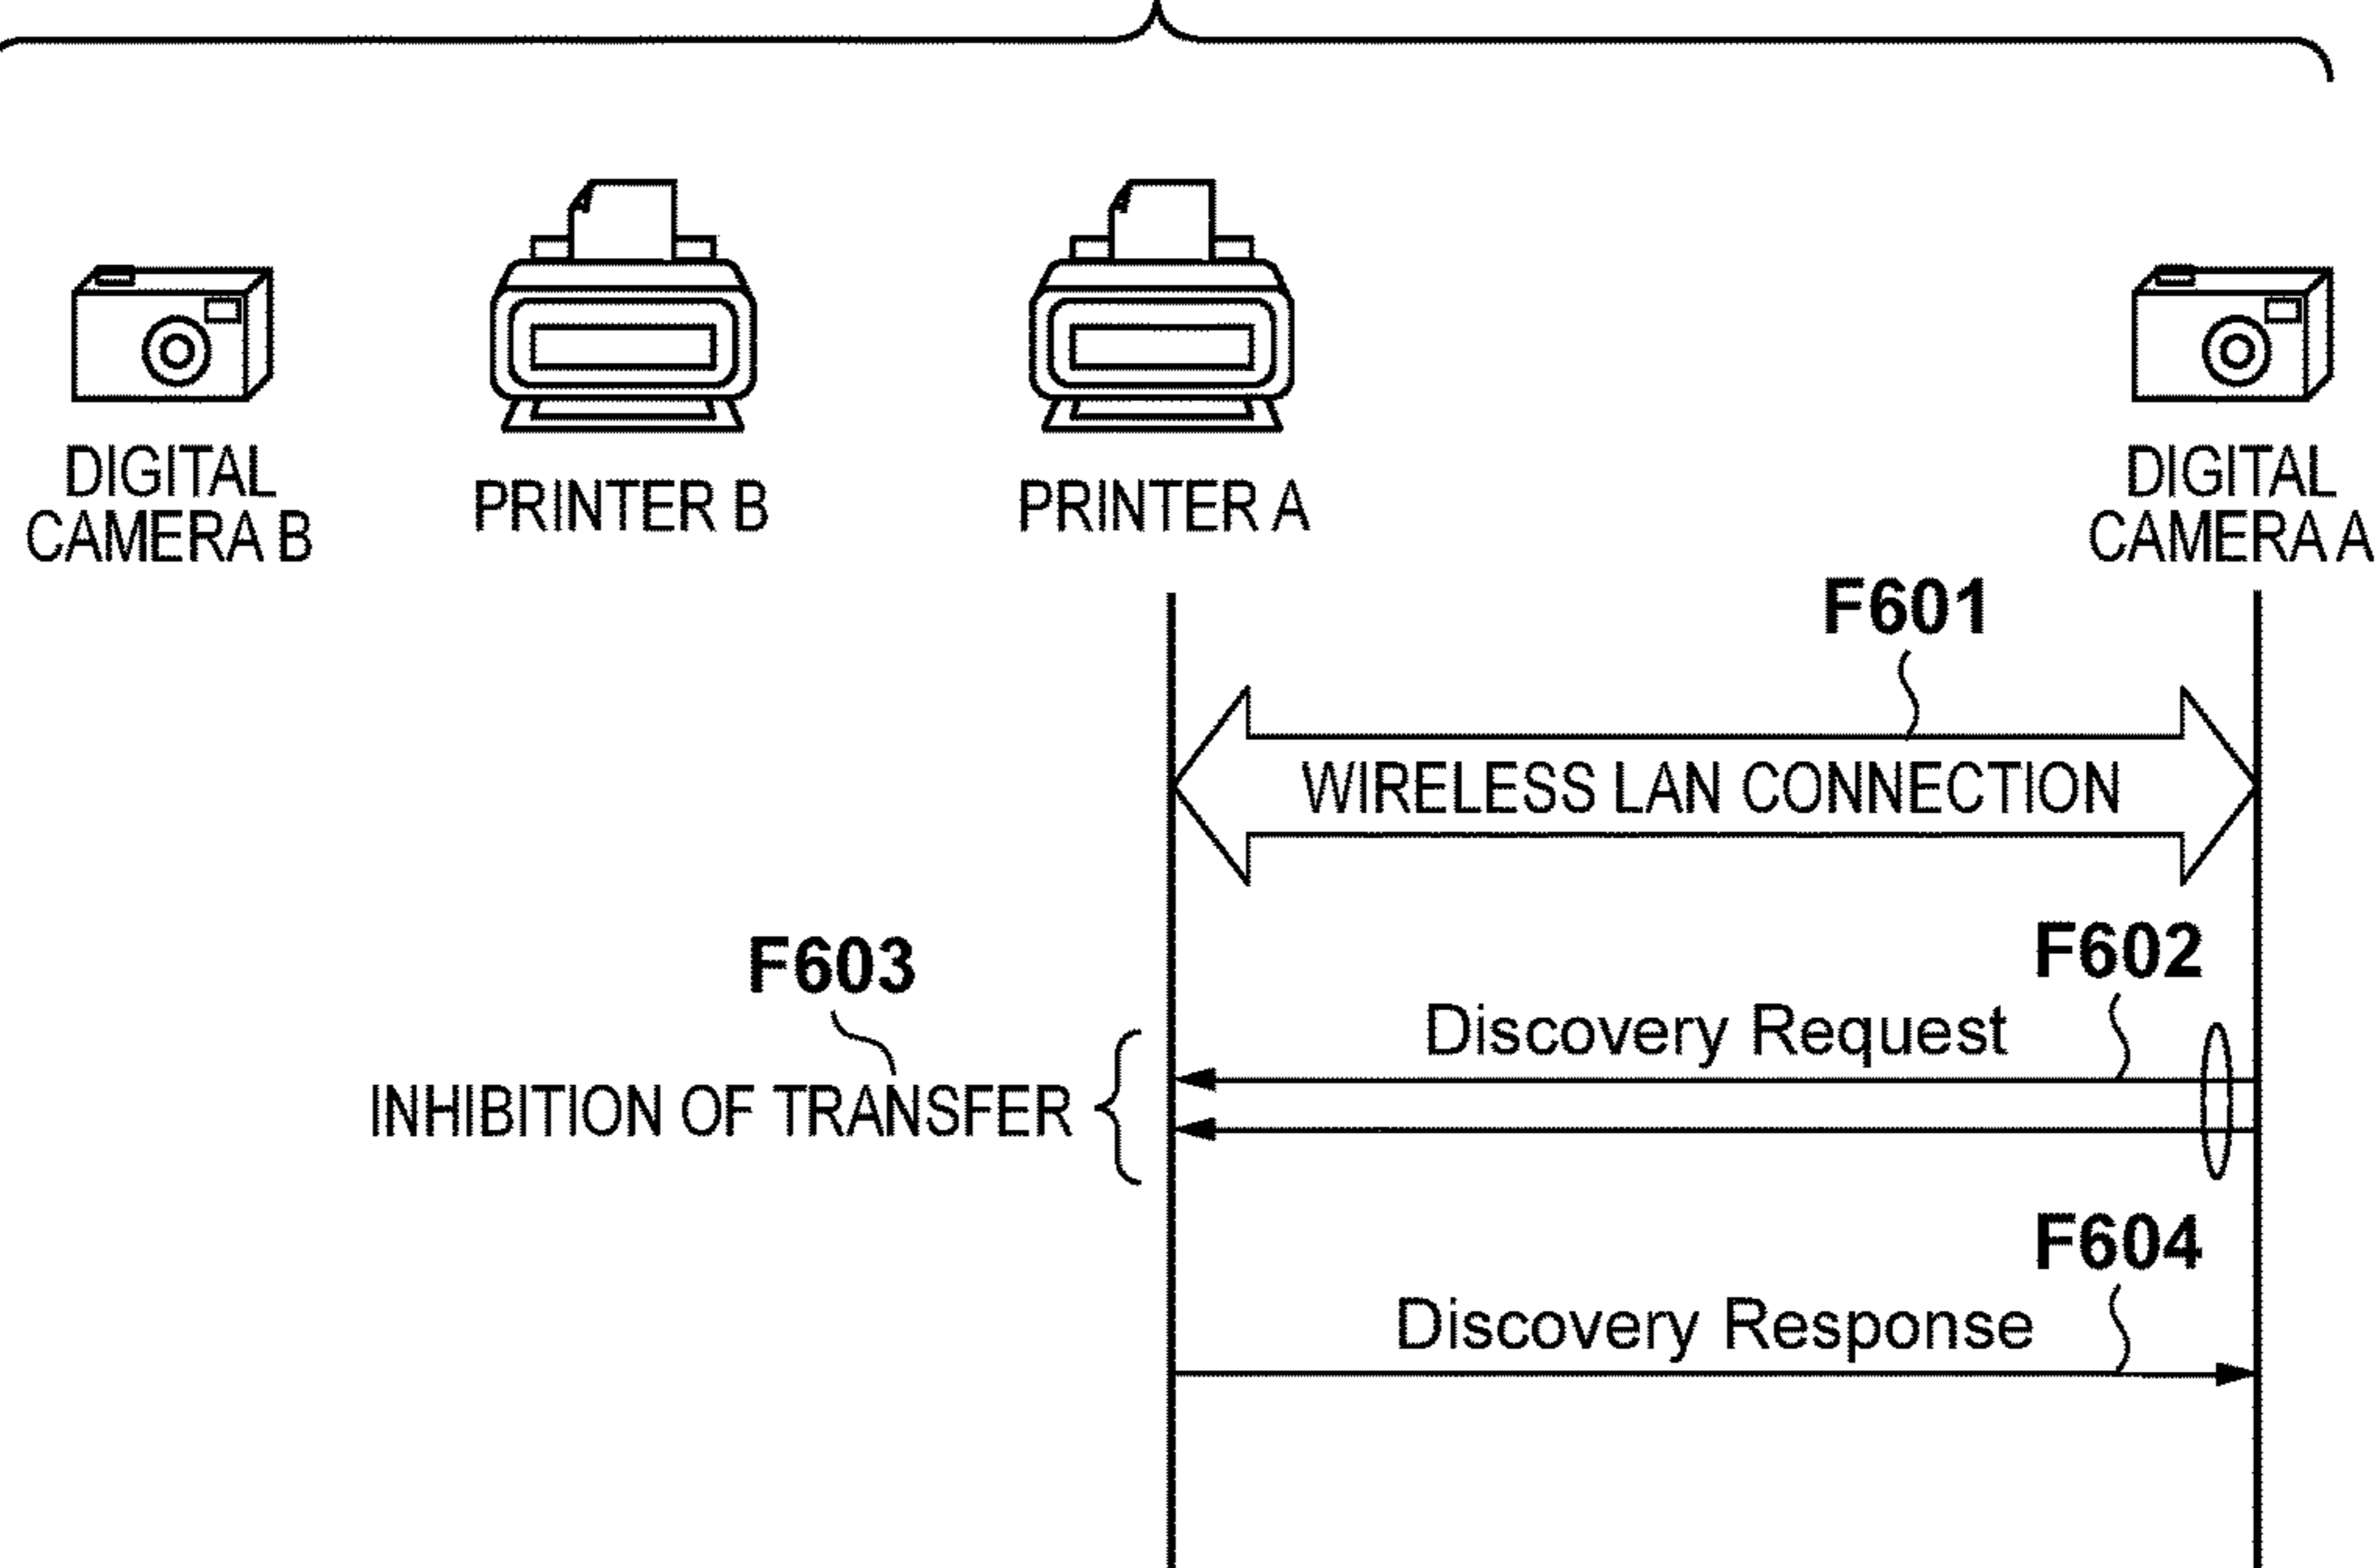 DIGITAL
CAMERA B
PRINTER B
PRINTER A
DIGITAL
CAMERA A
F601
WIRELESS LAN CONNECTION
F602
F603
Discovery Request
INHIBITION OF TRANSFER
F604
Discovery Response